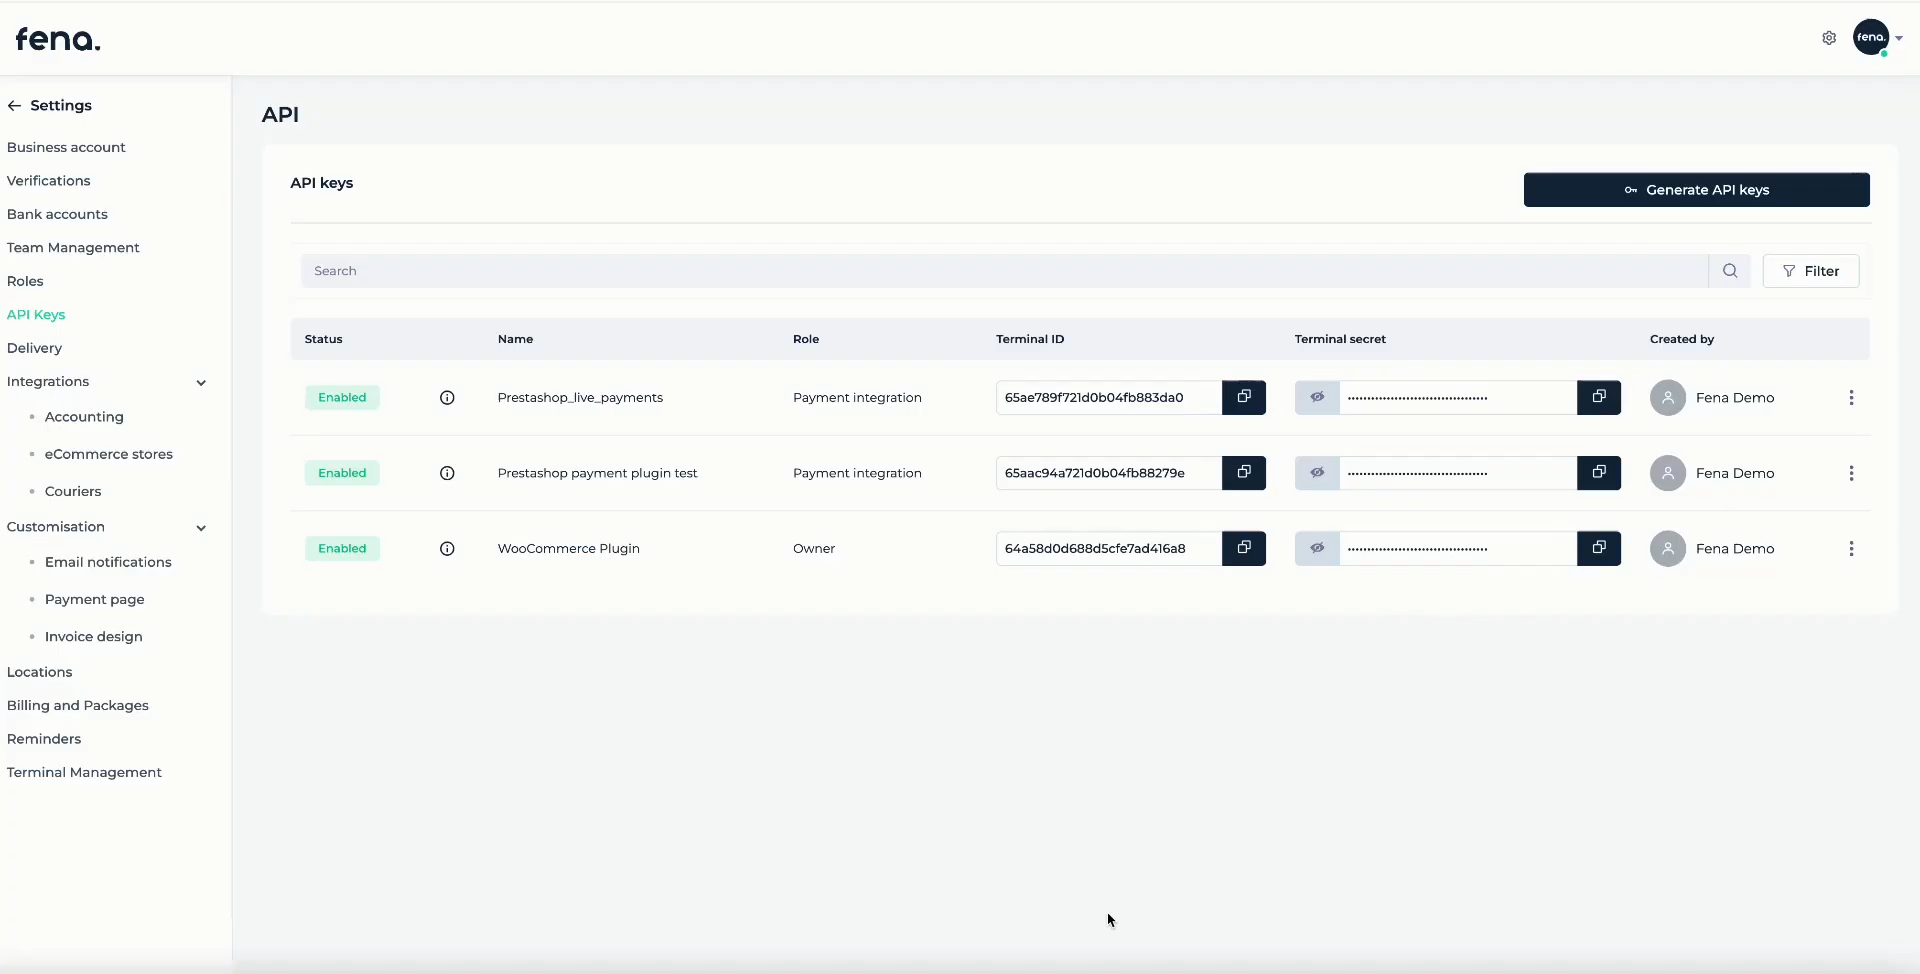 fena.
fena.
Settings
Business account
Verifications
Bank accounts
Team Management
Roles
API Keys
Delivery
Integrations
Accounting
eCommerce stores
Couriers
Customisation
Email notifications
Payment page
Invoice design
Locations
Billing and Packages
Reminders
Terminal Management
API
API keys
Generate API keys
Search
Filter
Status Name Role Terminal ID Terminal secret Created by
Enabled Prestashop_live_payments Payment integration 65ae789f721d0b04fb883da0 Fena Demo
Enabled Prestashop payment plugin test Payment integration 65aac94a721d0b04fb88279e Fena Demo
Enabled WooCommerce Plugin Owner 64a58d0d688d5cfe7ad416a8 Fena Demo